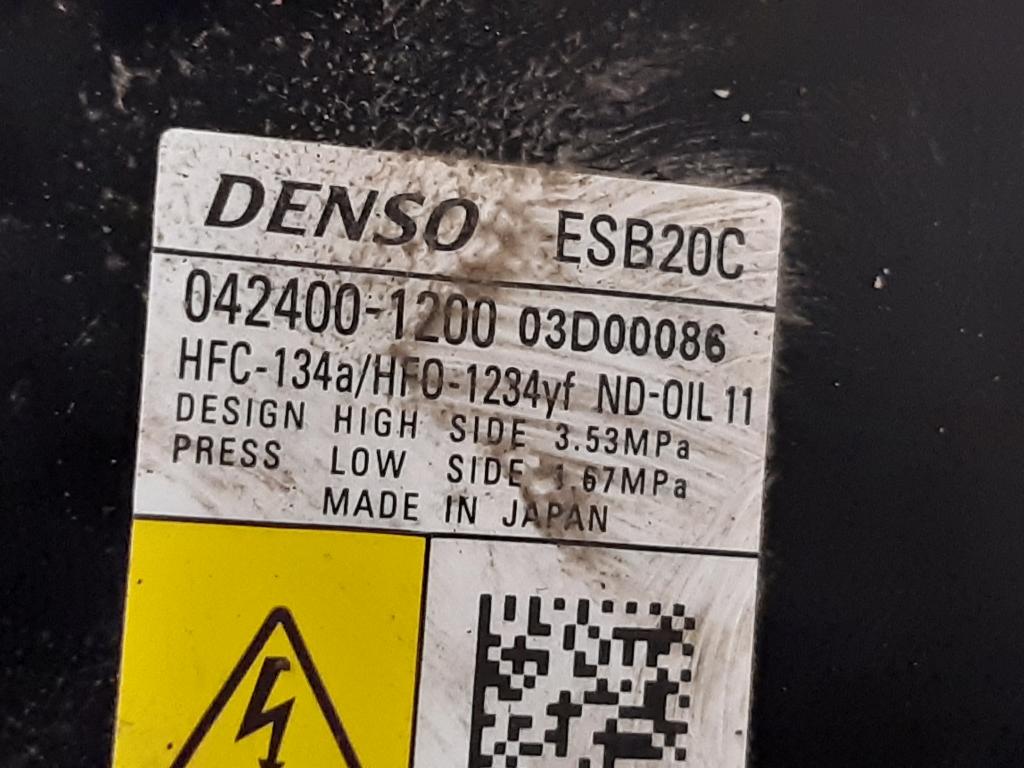 DENSO ESB20C
042400-1200 03D00086
HFC-134a/HFO-1234yf ND-OIL 11
DESIGN HIGH SIDE 3.53MPa
PRESS LOW SIDE 1.67MPa
MADE IN JAPAN